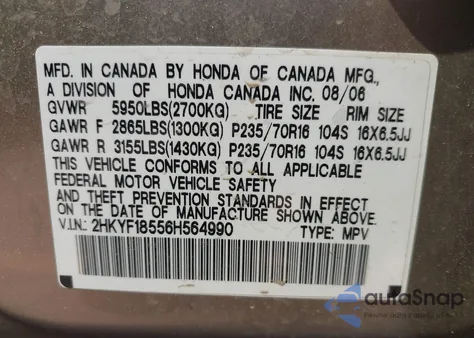 MFD. IN CANADA BY HONDA OF CANADA MFG.,
A DIVISION OF HONDA CANADA INC. 08/06
GVWR 5950LBS(2700KG) TIRE SIZE RIM SIZE
GAWR F 2865LBS(1300KG) P235/70R16 104S 16X6.5JJ
GAWR R 3155LBS(1430KG) P235/70R16 104S 16X6.5JJ
THIS VEHICLE CONFORMS TO ALL APPLICABLE
FEDERAL MOTOR VEHICLE SAFETY
AND THEFT PREVENTION STANDARDS IN EFFECT
ON THE DATE OF MANUFACTURE SHOWN ABOVE.
V.I.N.: 2HKYF18556H564990 TYPE: MPV
autoSnap